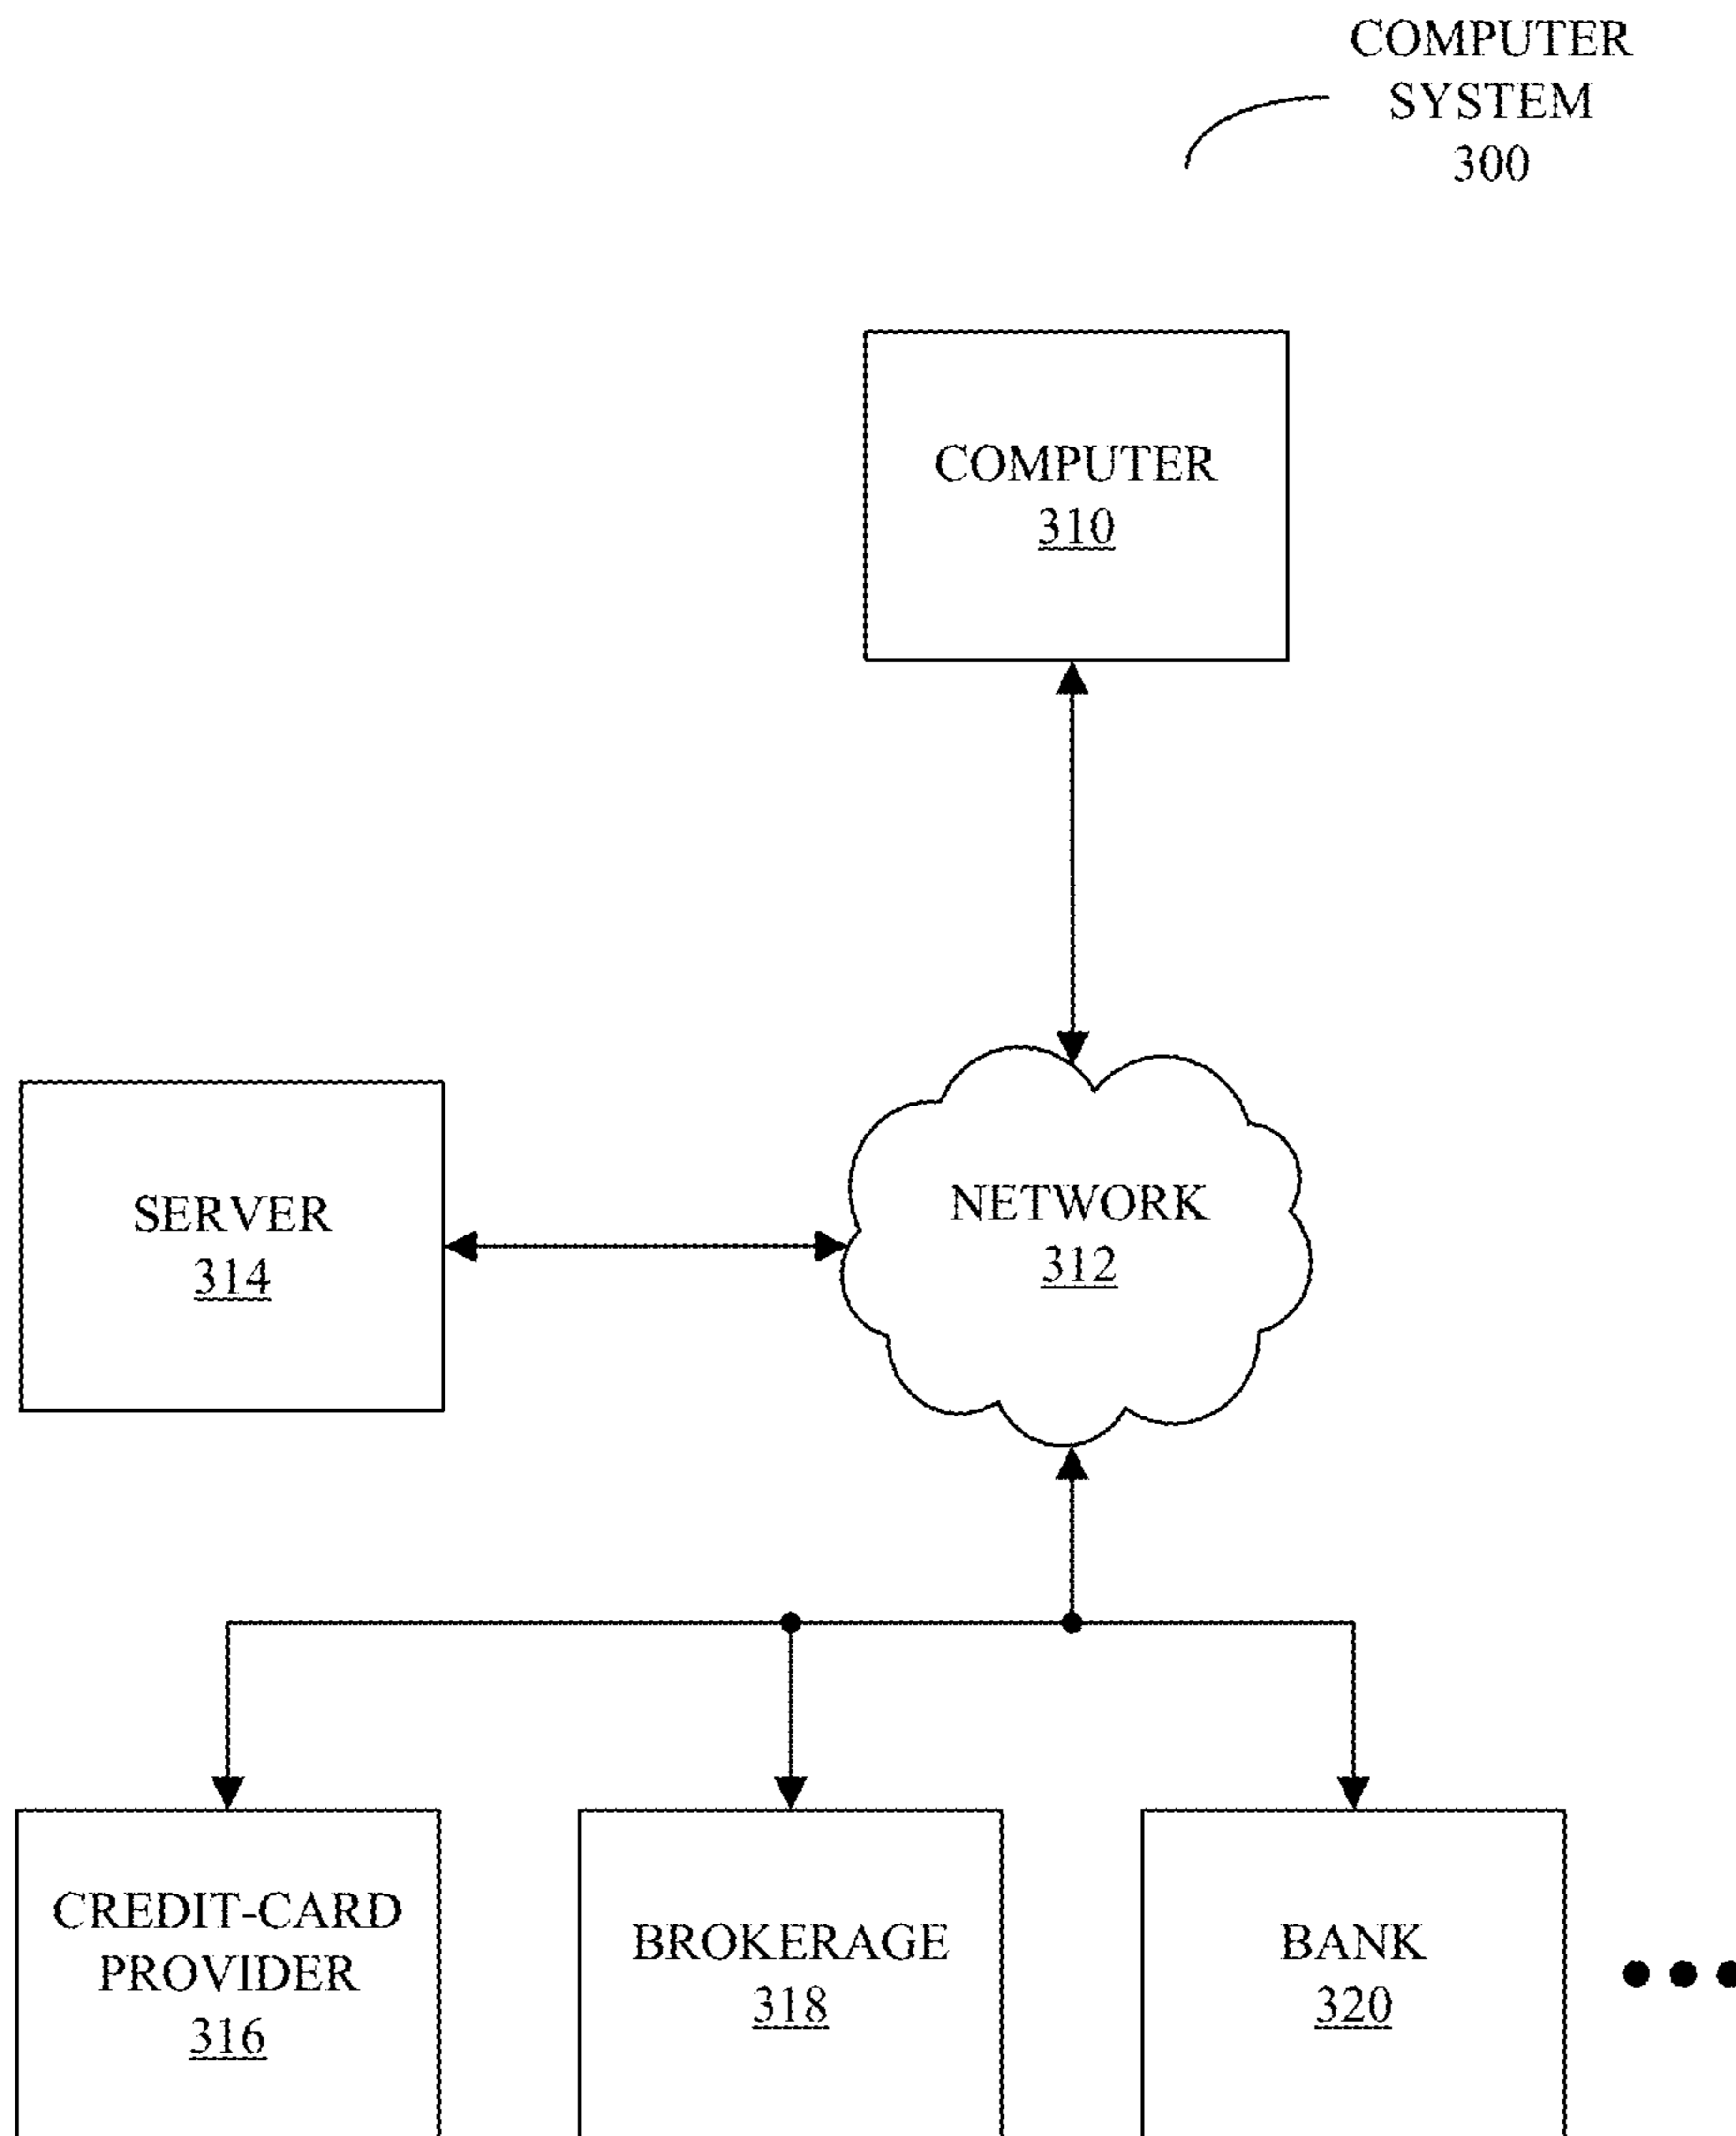 COMPUTER
SYSTEM
300
COMPUTER
310
SERVER
314
NETWORK
312
CREDIT-CARD
PROVIDER
316
BROKERAGE
318
BANK
320